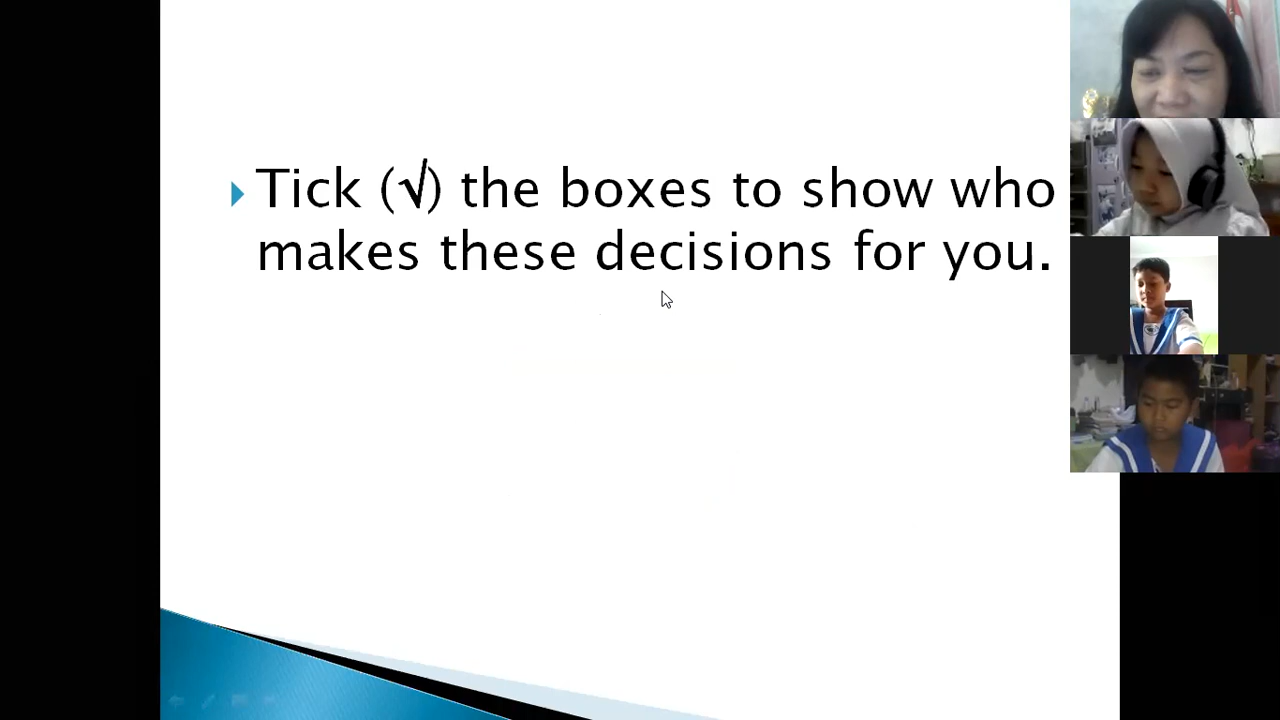 Tick (√) the boxes to show who
makes these decisions for you.